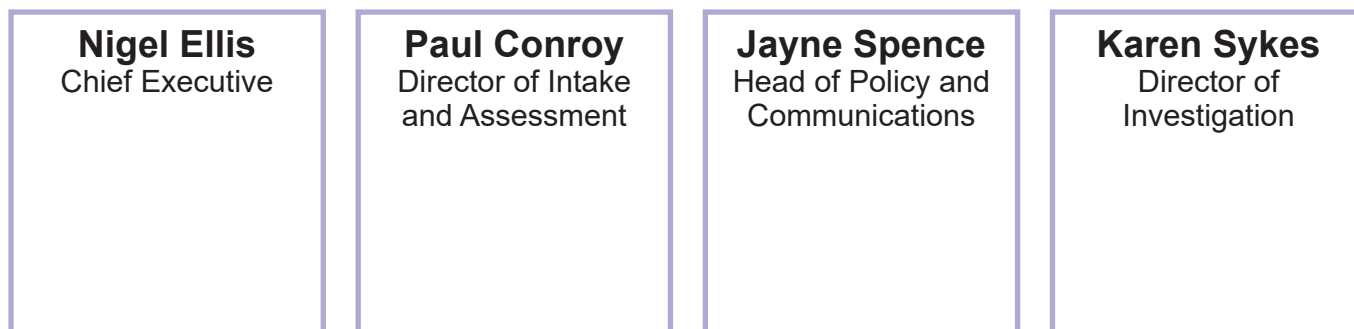 Nigel Ellis
Chief Executive
Paul Conroy
Director of Intake
and Assessment
Jayne Spence
Head of Policy and
Communications
Karen Sykes
Director of
Investigation